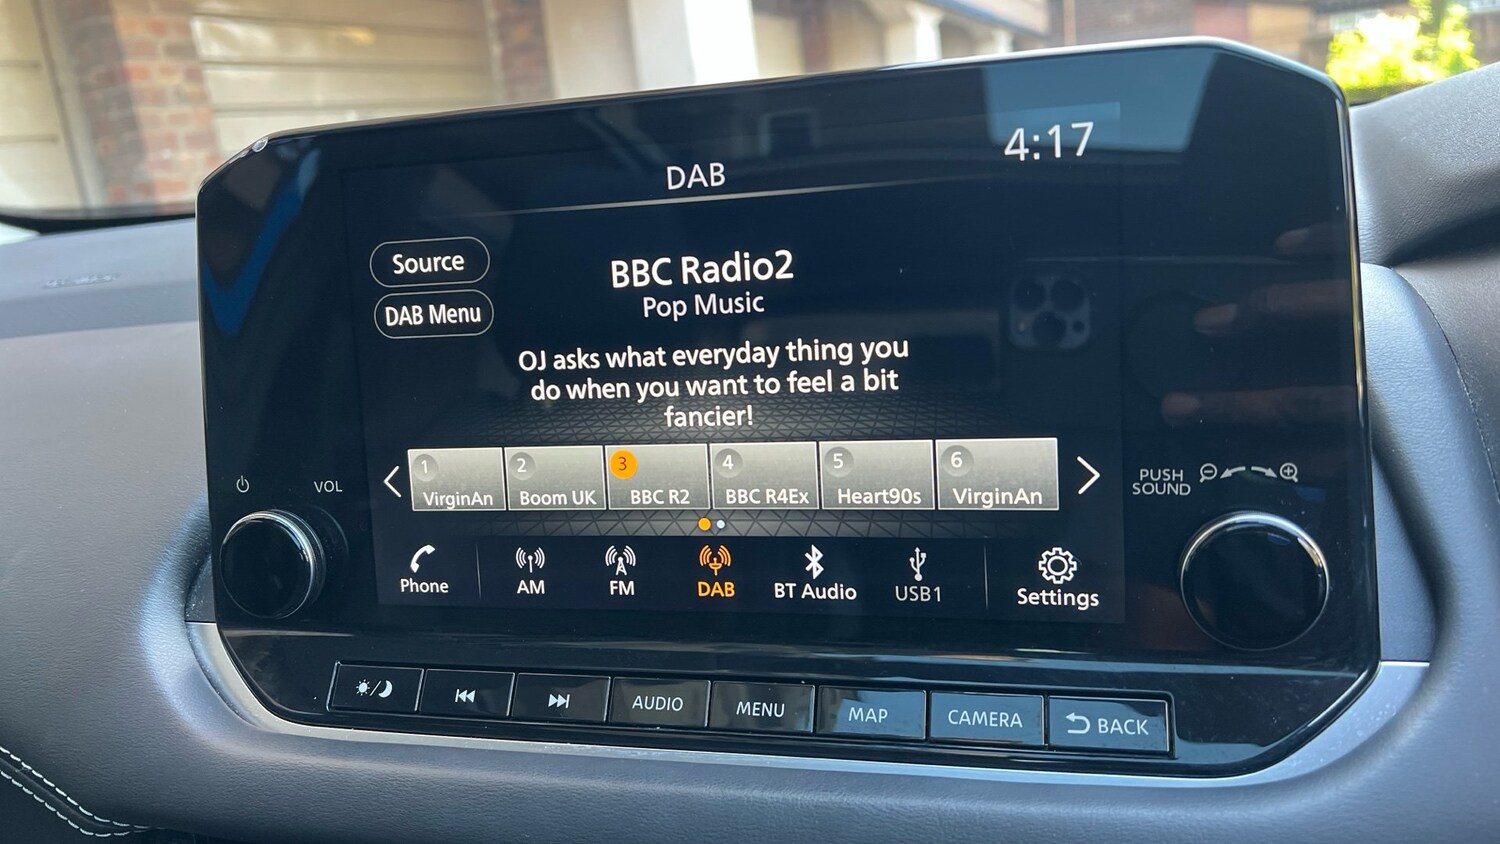 4:17
DAB
Source
DAB Menu
BBC Radio2
Pop Music
OJ asks what everyday thing you
do when you want to feel a bit
fancier!
1 VirginAn
2 Boom UK
3 BBC R2
4 BBC R4Ex
5 Heart90s
6 VirginAn
VOL
PUSH
SOUND
Phone
AM
FM
DAB
BT Audio
USB1
Settings
AUDIO
MENU
MAP
CAMERA
BACK